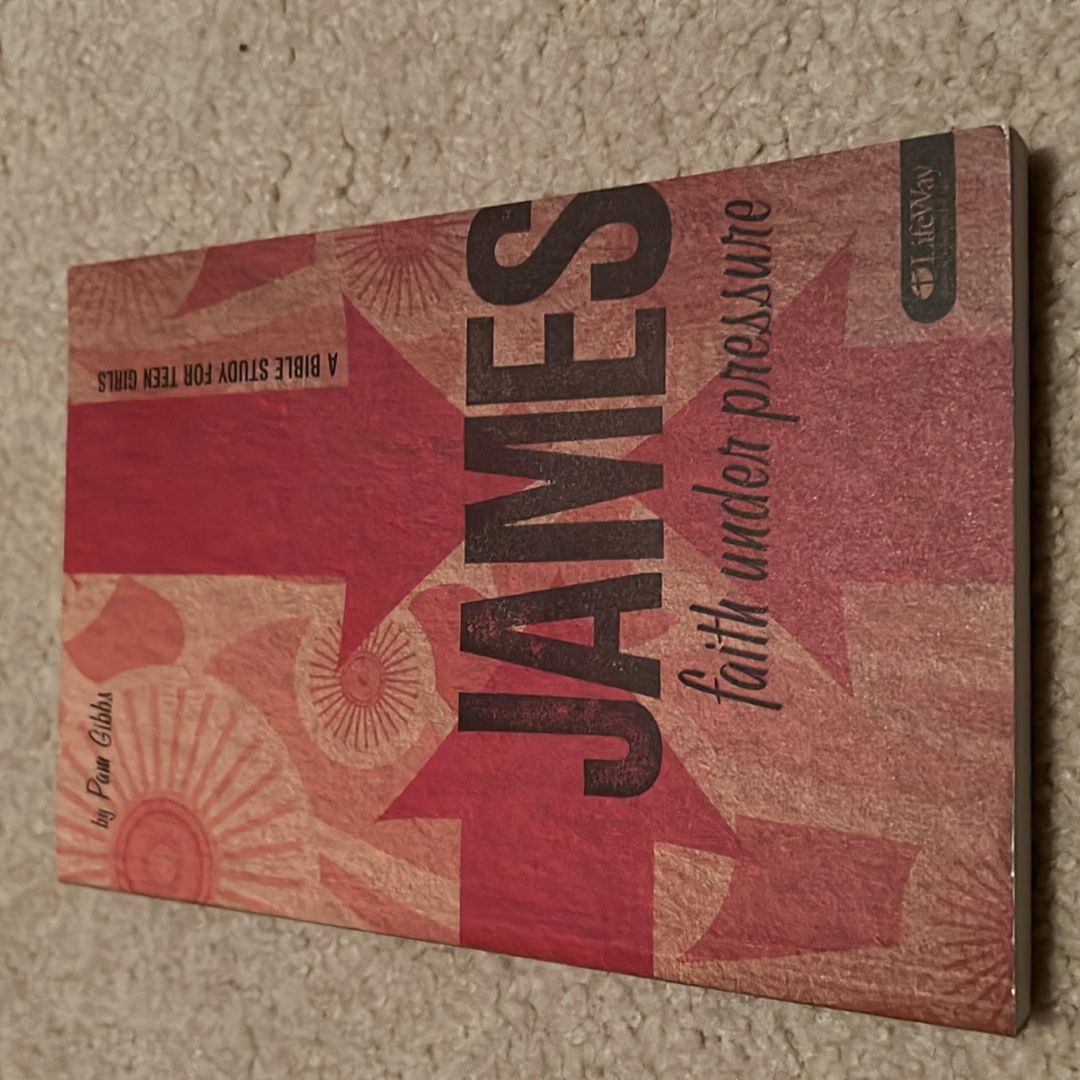 by Pam Gibbs
A BIBLE STUDY FOR TEEN GIRLS
JAMES
faith under pressure
LifeWay